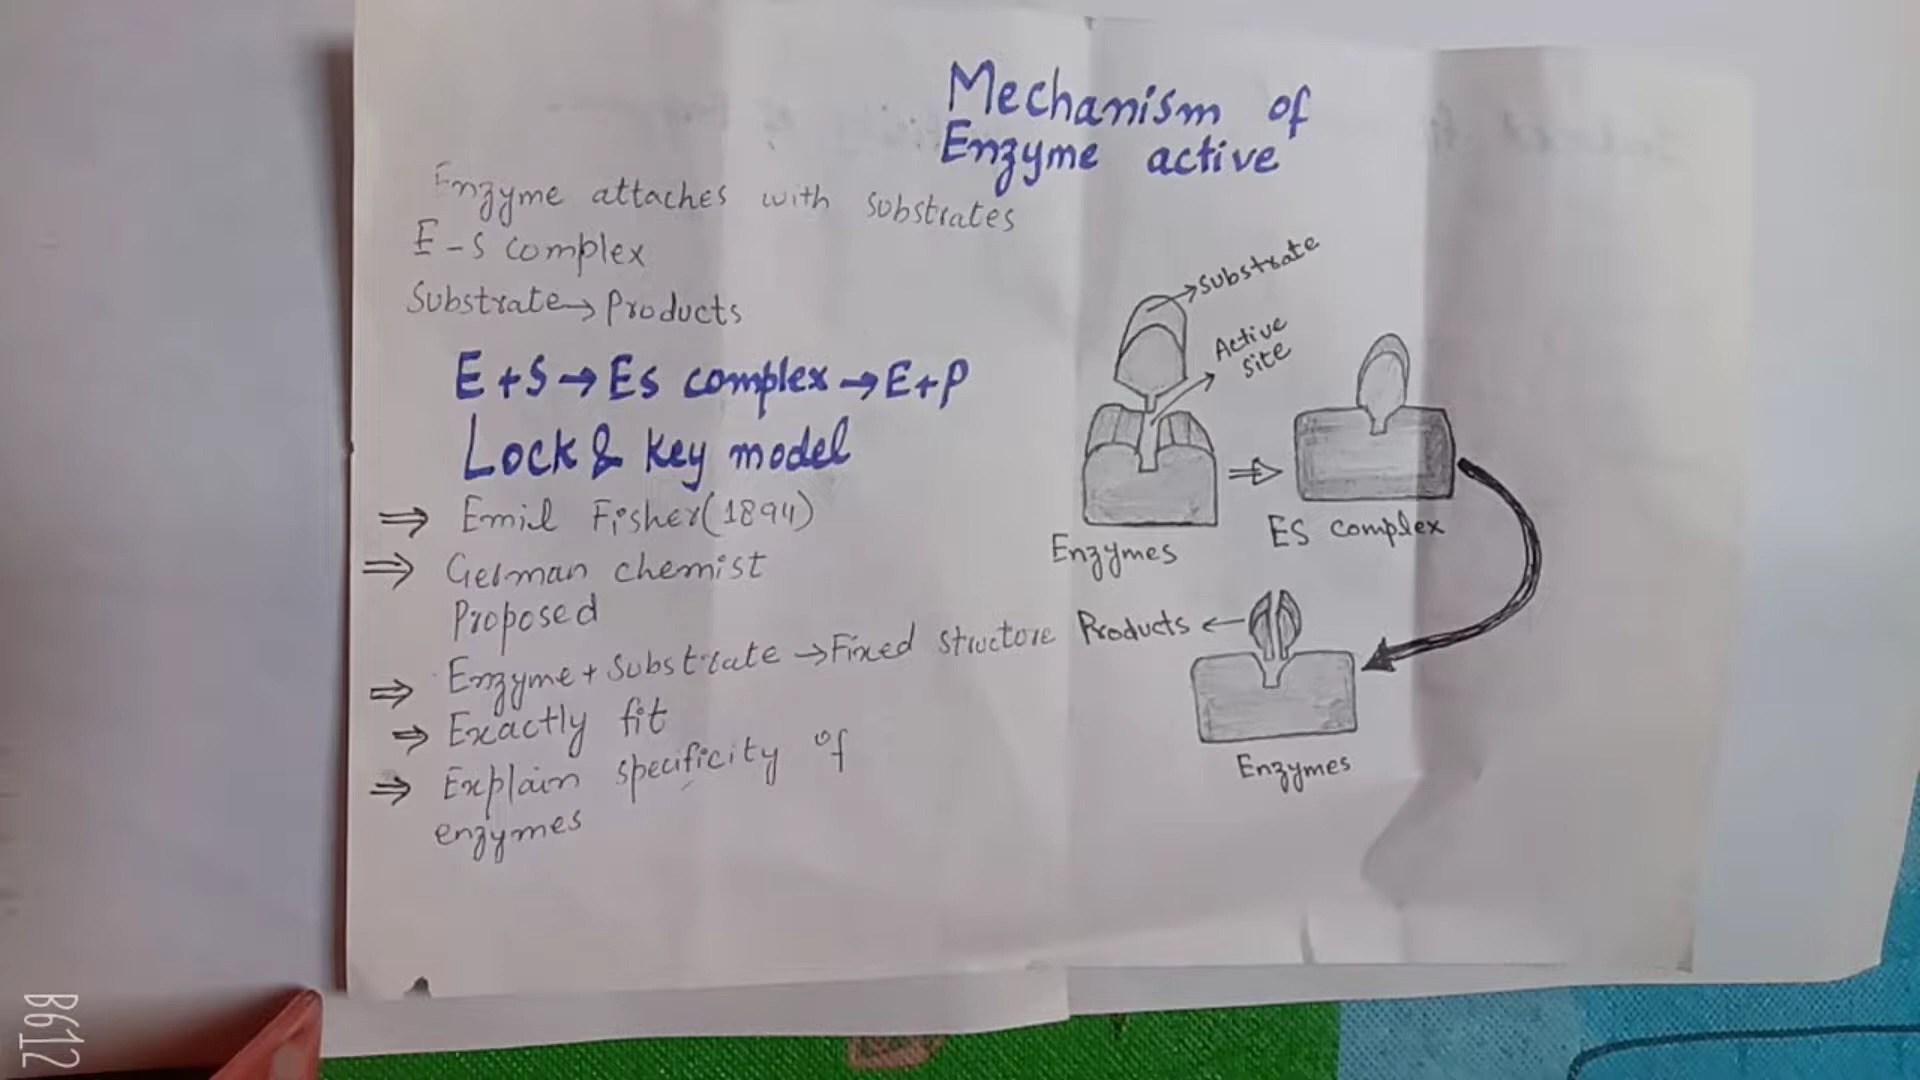 Mechanism of
Enzyme active
Enzyme attaches with substrates
E-S complex
Substrate→Products
E+S→Es complex→E+P
Lock & key model
⇒ Emil Fisher(1894)
⇒ German chemist
Proposed
⇒ Enzyme+Substrate→Fixed structure
⇒ Exactly fit
⇒ Explain specificity of
enzymes
Substrate
Active
site
Enzymes
ES complex
Products
Enzymes
B612